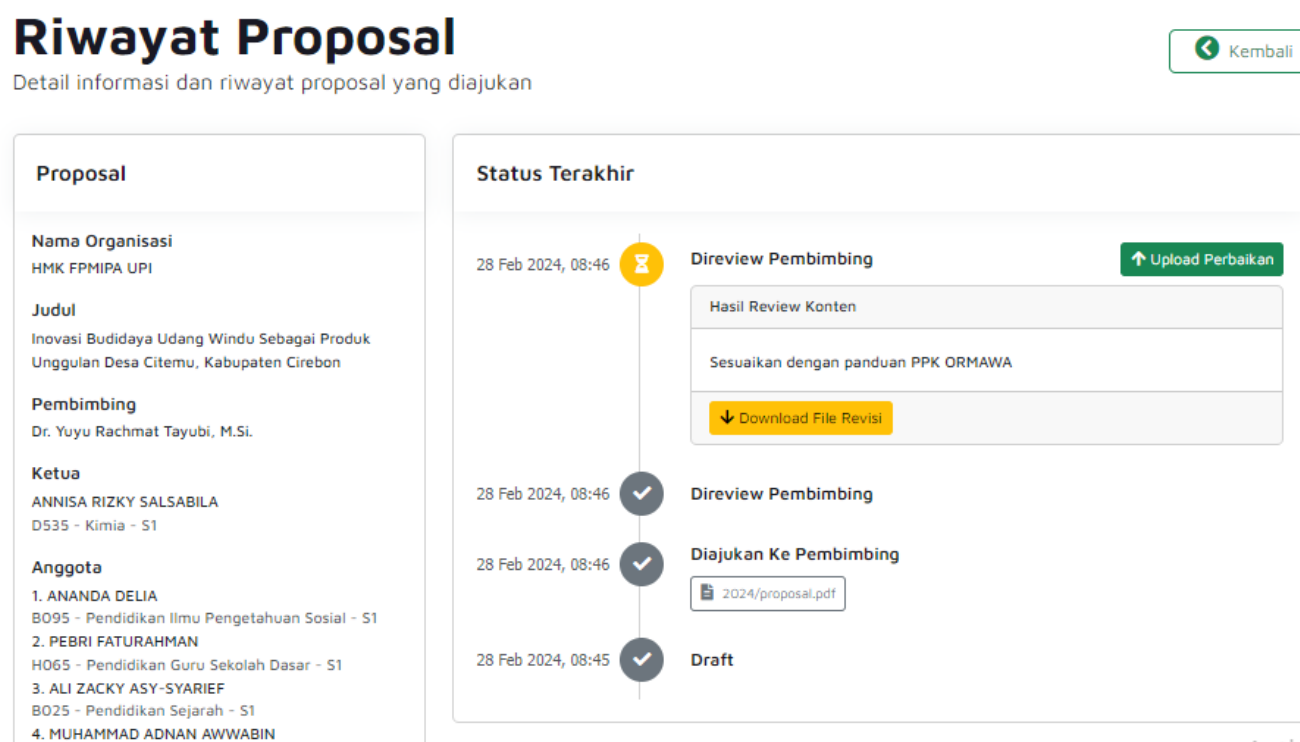 Riwayat Proposal
Detail informasi dan riwayat proposal yang diajukan
Kembali
Proposal
Nama Organisasi
HMK FPMIPA UPI
Judul
Inovasi Budidaya Udang Windu Sebagai Produk
Unggulan Desa Citemu, Kabupaten Cirebon
Pembimbing
Dr. Yuyu Rachmat Tayubi, M.Si.
Ketua
ANNISA RIZKY SALSABILA
D535 - Kimia - S1
Anggota
1. ANANDA DELIA
B095 - Pendidikan Ilmu Pengetahuan Sosial - S1
2. PEBRI FATURAHMAN
H065 - Pendidikan Guru Sekolah Dasar - S1
3. ALI ZACKY ASY-SYARIEF
B025 - Pendidikan Sejarah - S1
4. MUHAMMAD ADNAN AWWABIN
Status Terakhir
28 Feb 2024, 08:46
Direview Pembimbing
Upload Perbaikan
Hasil Review Konten
Sesuaikan dengan panduan PPK ORMAWA
Download File Revisi
28 Feb 2024, 08:46
Direview Pembimbing
28 Feb 2024, 08:46
Diajukan Ke Pembimbing
2024/proposal.pdf
28 Feb 2024, 08:45
Draft